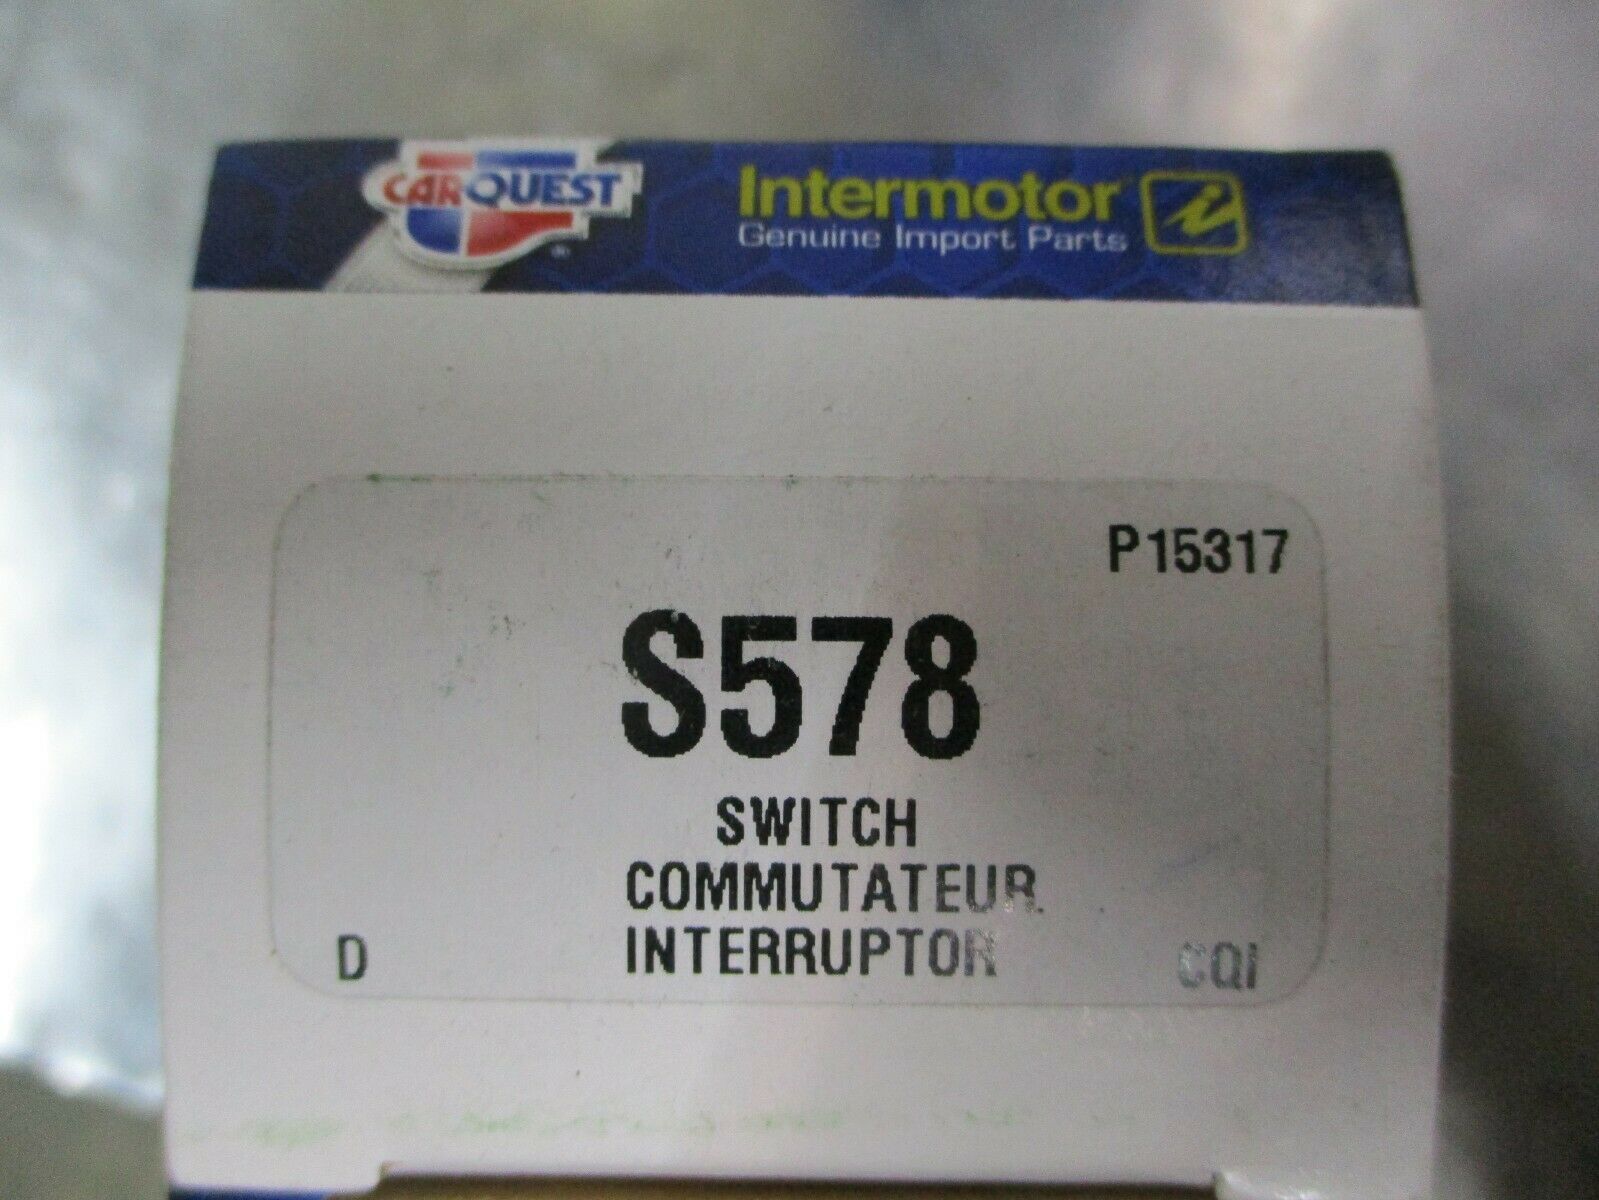 CARQUEST
Intermotor
Genuine Import Parts
P15317
S578
SWITCH
COMMUTATEUR
INTERRUPTOR
D CQI